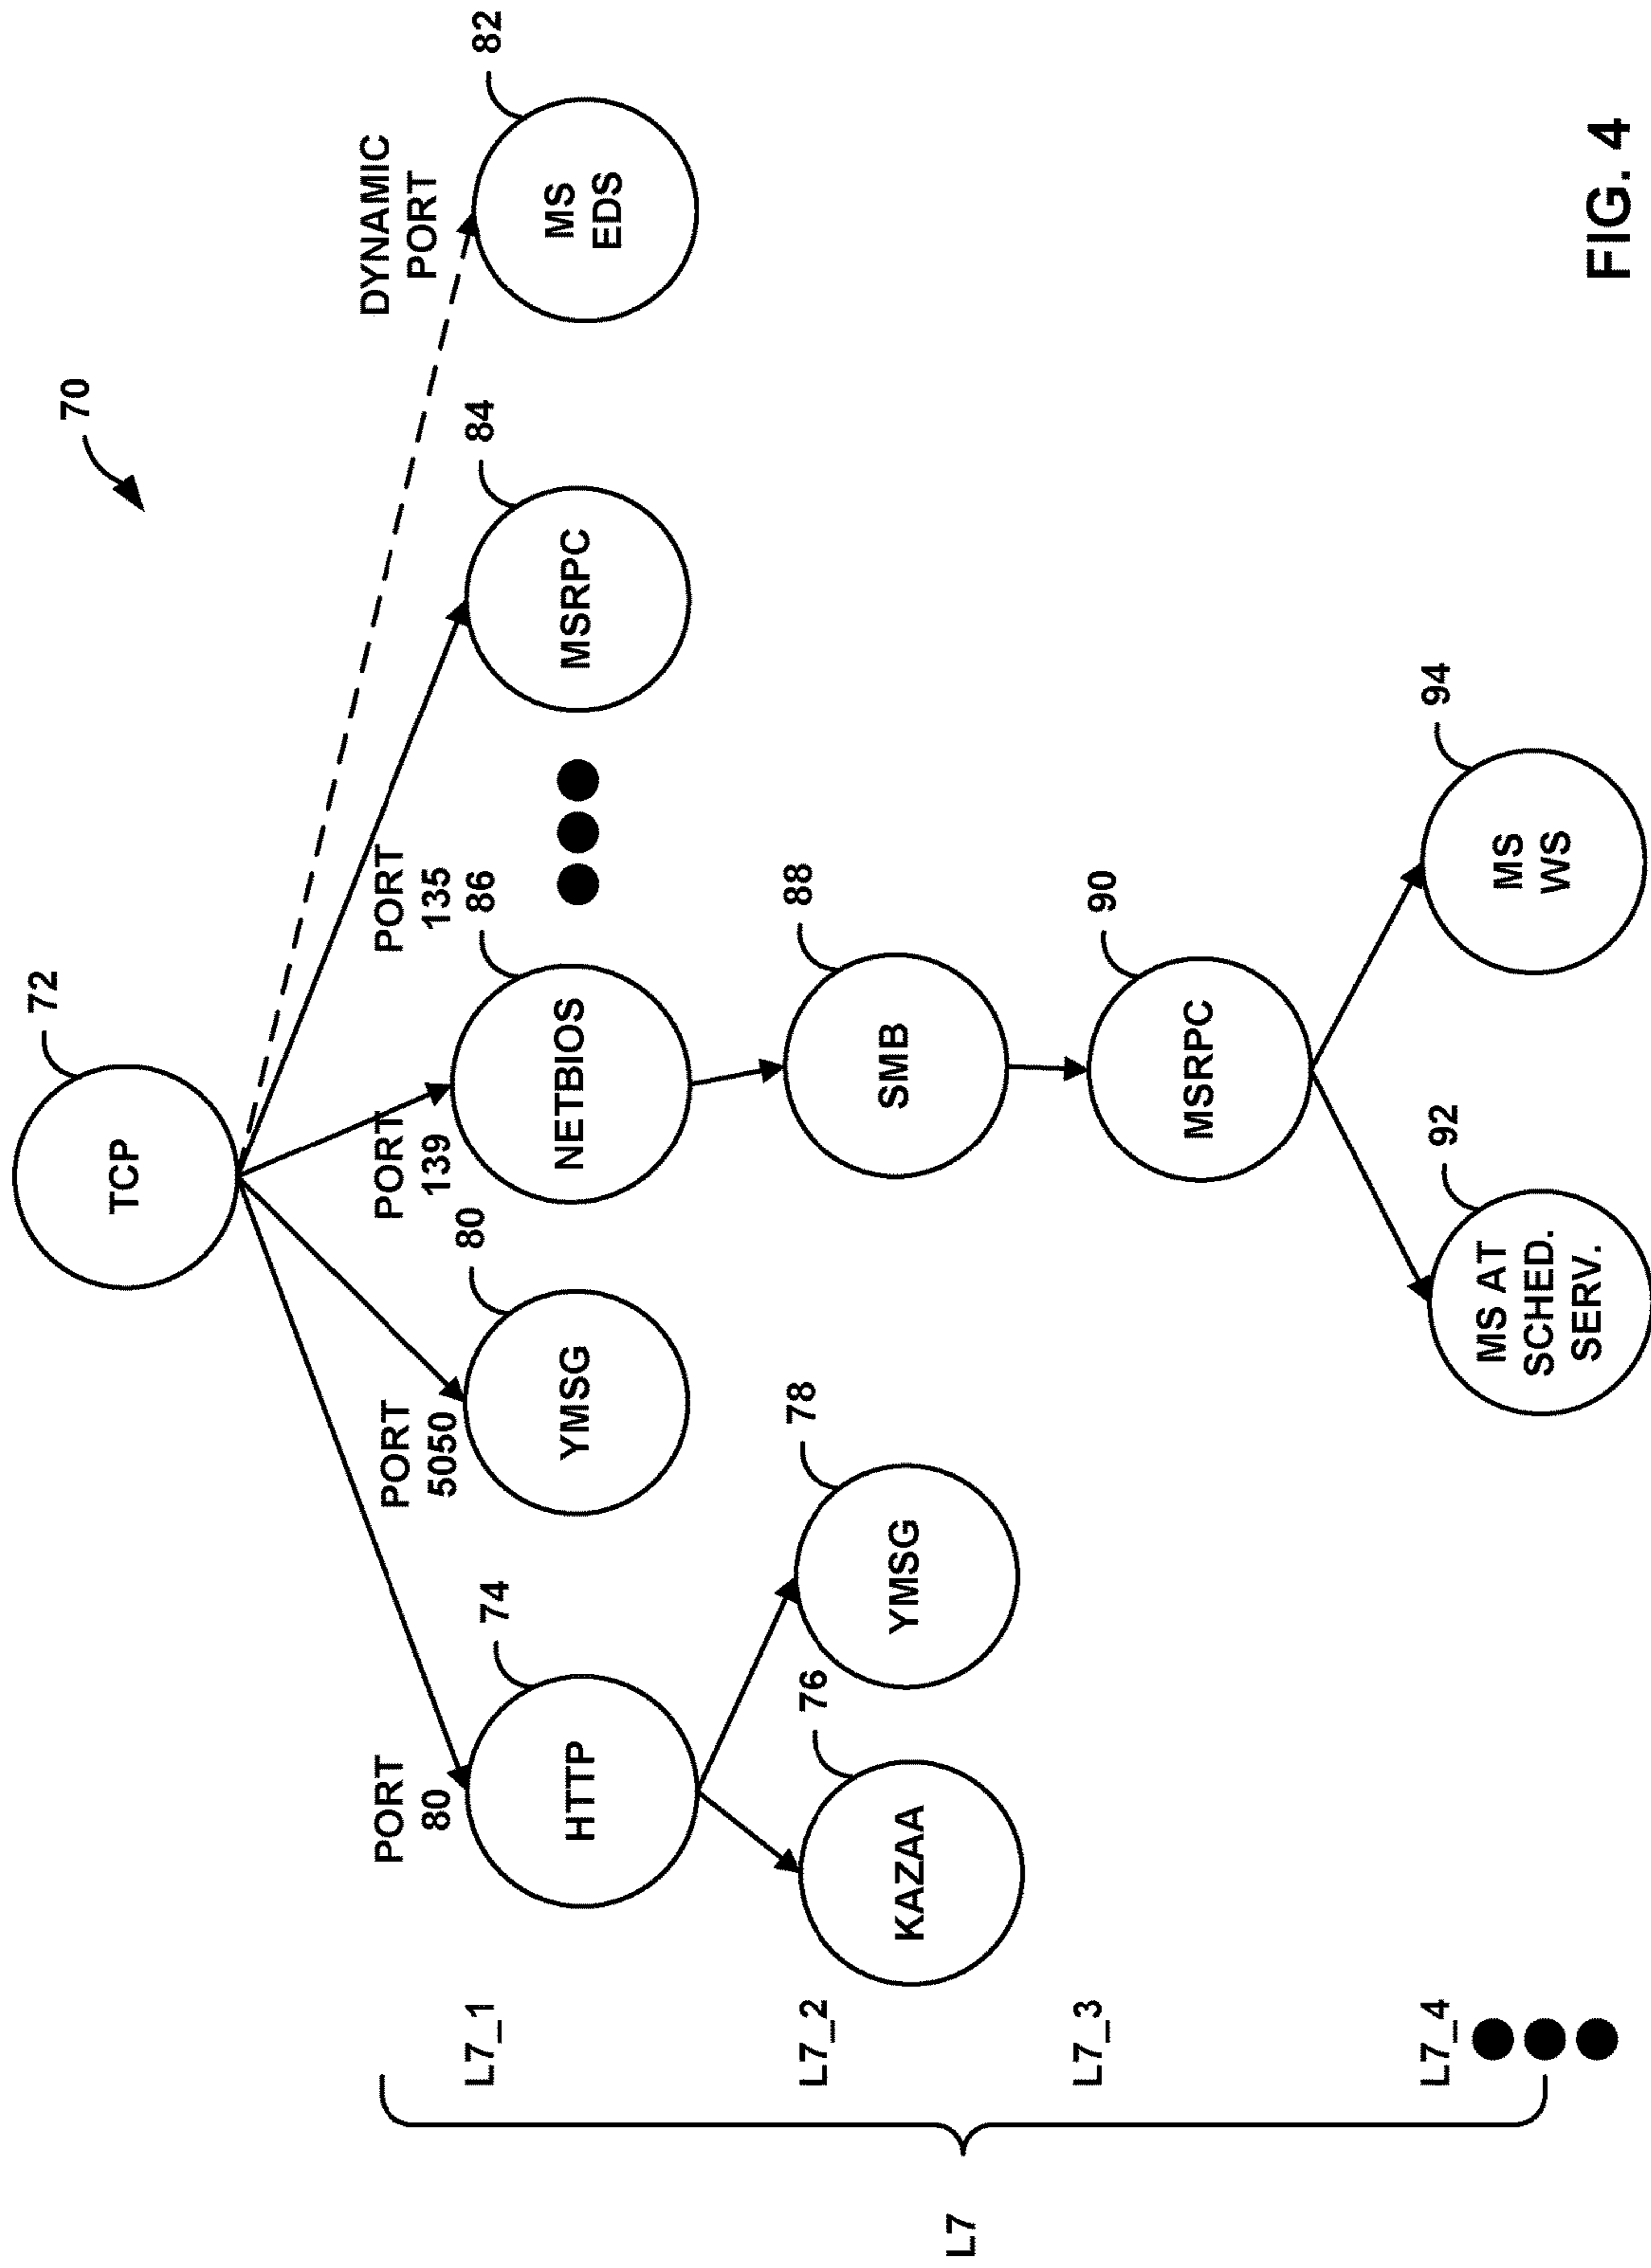 70
72
TCP
DYNAMIC
PORT
PORT
80
PORT
5050
PORT
139
PORT
135
74
80
86
84
82
L7_1
HTTP
YMSG
NETBIOS
MSRPC
MS
EDS
L7
L7_2
76
78
88
KAZAA
YMSG
SMB
L7_3
90
MSRPC
L7_4
92
94
MS AT
SCHED.
SERV.
MS
WS
FIG. 4